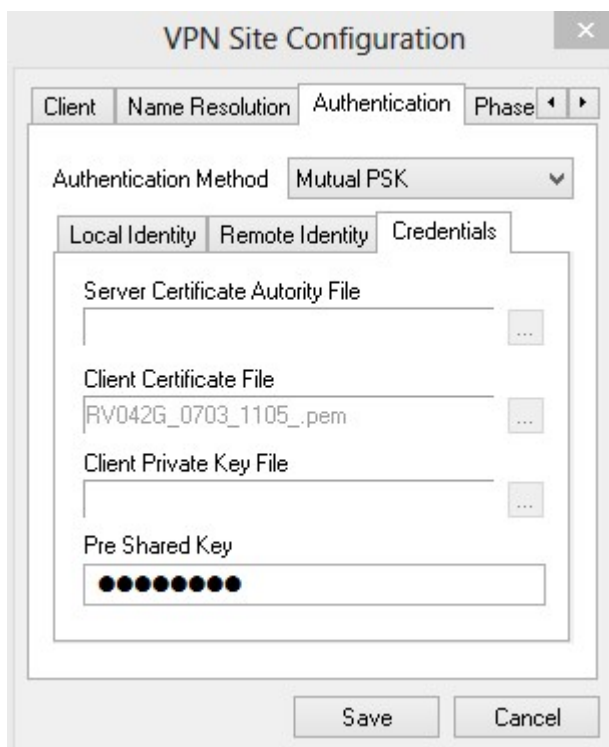 VPN Site Configuration
Client Name Resolution Authentication Phase
Authentication Method Mutual PSK
Local Identity Remote Identity Credentials
Server Certificate Autority File
...
Client Certificate File
RV042G_0703_1105_.pem ...
Client Private Key File
...
Pre Shared Key
●●●●●●●●
Save Cancel